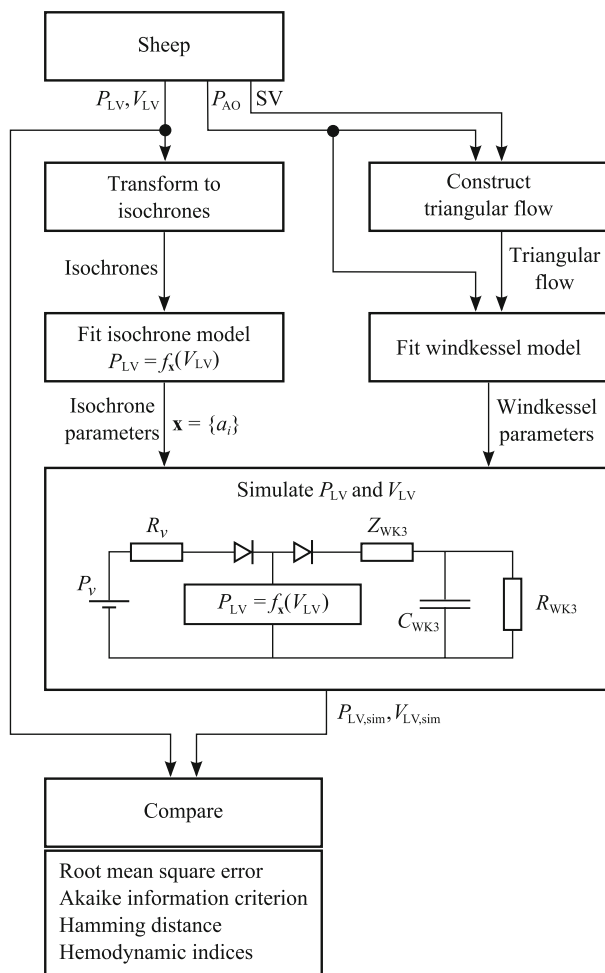 Sheep
P_LV, V_LV
P_AO
SV
Transform to
isochrones
Construct
triangular flow
Isochrones
Triangular
flow
Fit isochrone model
P_LV = f_x(V_LV)
Fit windkessel model
Isochrone
parameters
x = {a_i}
Windkessel
parameters
Simulate P_LV and V_LV
R_v
Z_WK3
P_v
P_LV = f_x(V_LV)
C_WK3
R_WK3
P_LV,sim, V_LV,sim
Compare
Root mean square error
Akaike information criterion
Hamming distance
Hemodynamic indices